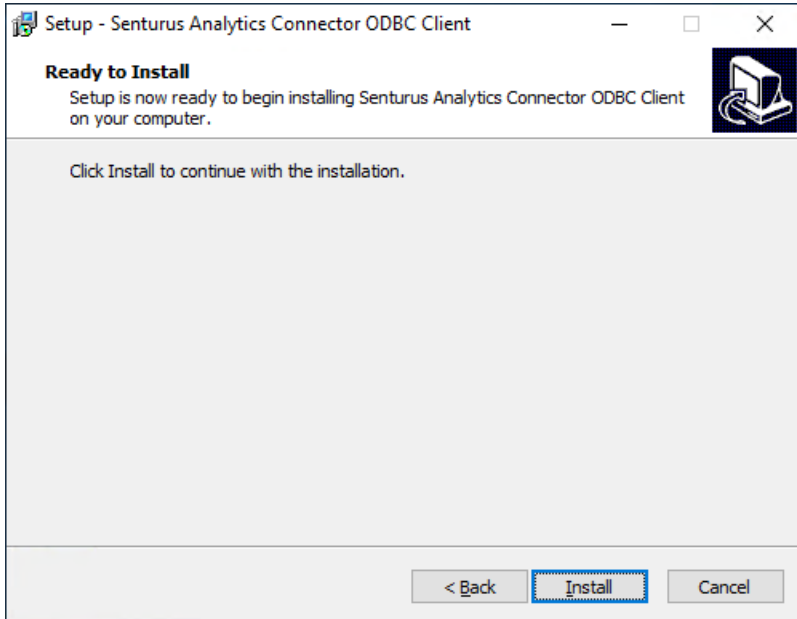 Setup - Senturus Analytics Connector ODBC Client
Ready to Install
Setup is now ready to begin installing Senturus Analytics Connector ODBC Client
on your computer.
Click Install to continue with the installation.
< Back
Install
Cancel